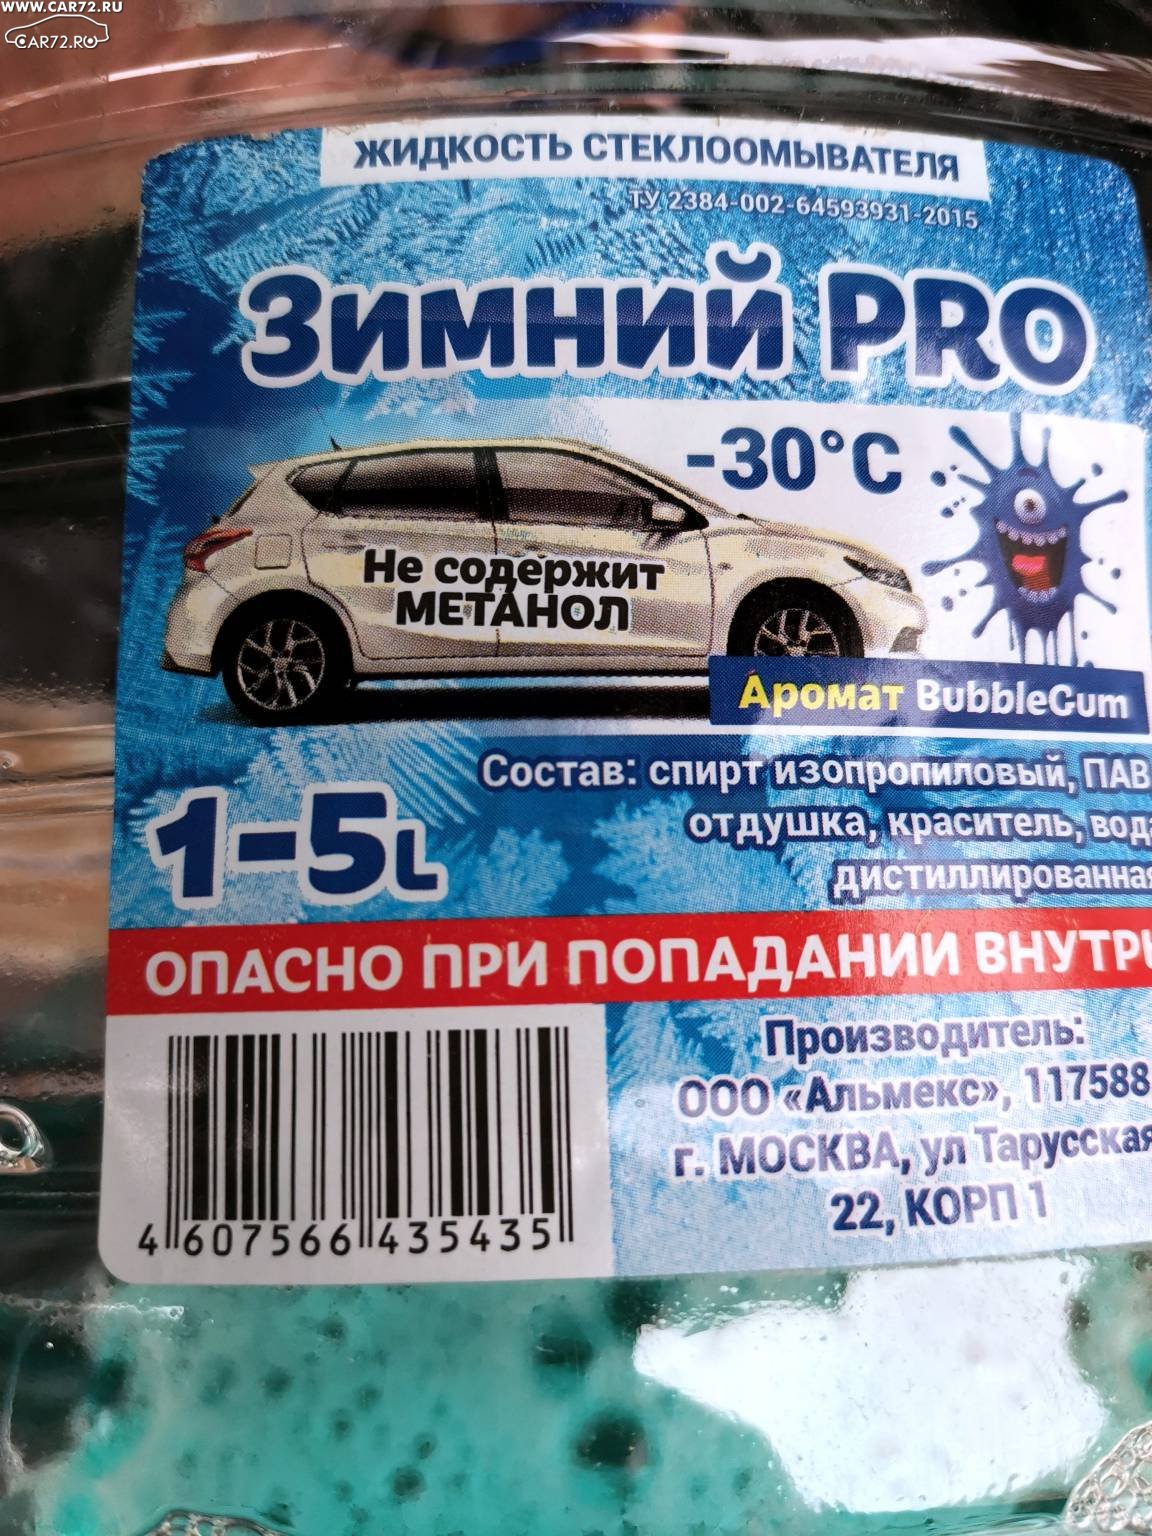 WWW.CAR72.RU
CAR72.RU
ЖИДКОСТЬ СТЕКЛООМЫВАТЕЛЯ
ТУ 2384-002-64593931-2015
Зимний PRO
-30°C
Не содержит
МЕТАНОЛ
Аромат BubbleGum
Состав: спирт изопропиловый, ПАВ
отдушка, краситель, вода
дистиллированная
1-5L
ОПАСНО ПРИ ПОПАДАНИИ ВНУТРЬ
Производитель:
ООО «Альмекс», 117588
г. МОСКВА, ул Тарусская
22, КОРП 1
4 607566 435435